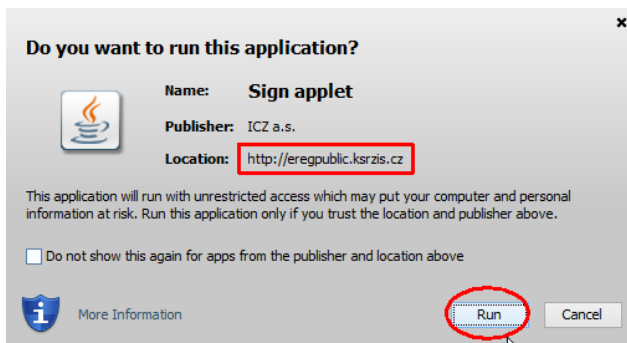 Do you want to run this application?
Name: Sign applet
Publisher: ICZ a.s.
Location: http://eregpublic.ksrzis.cz
This application will run with unrestricted access which may put your computer and personal
information at risk. Run this application only if you trust the location and publisher above.
Do not show this again for apps from the publisher and location above
More Information
Run Cancel